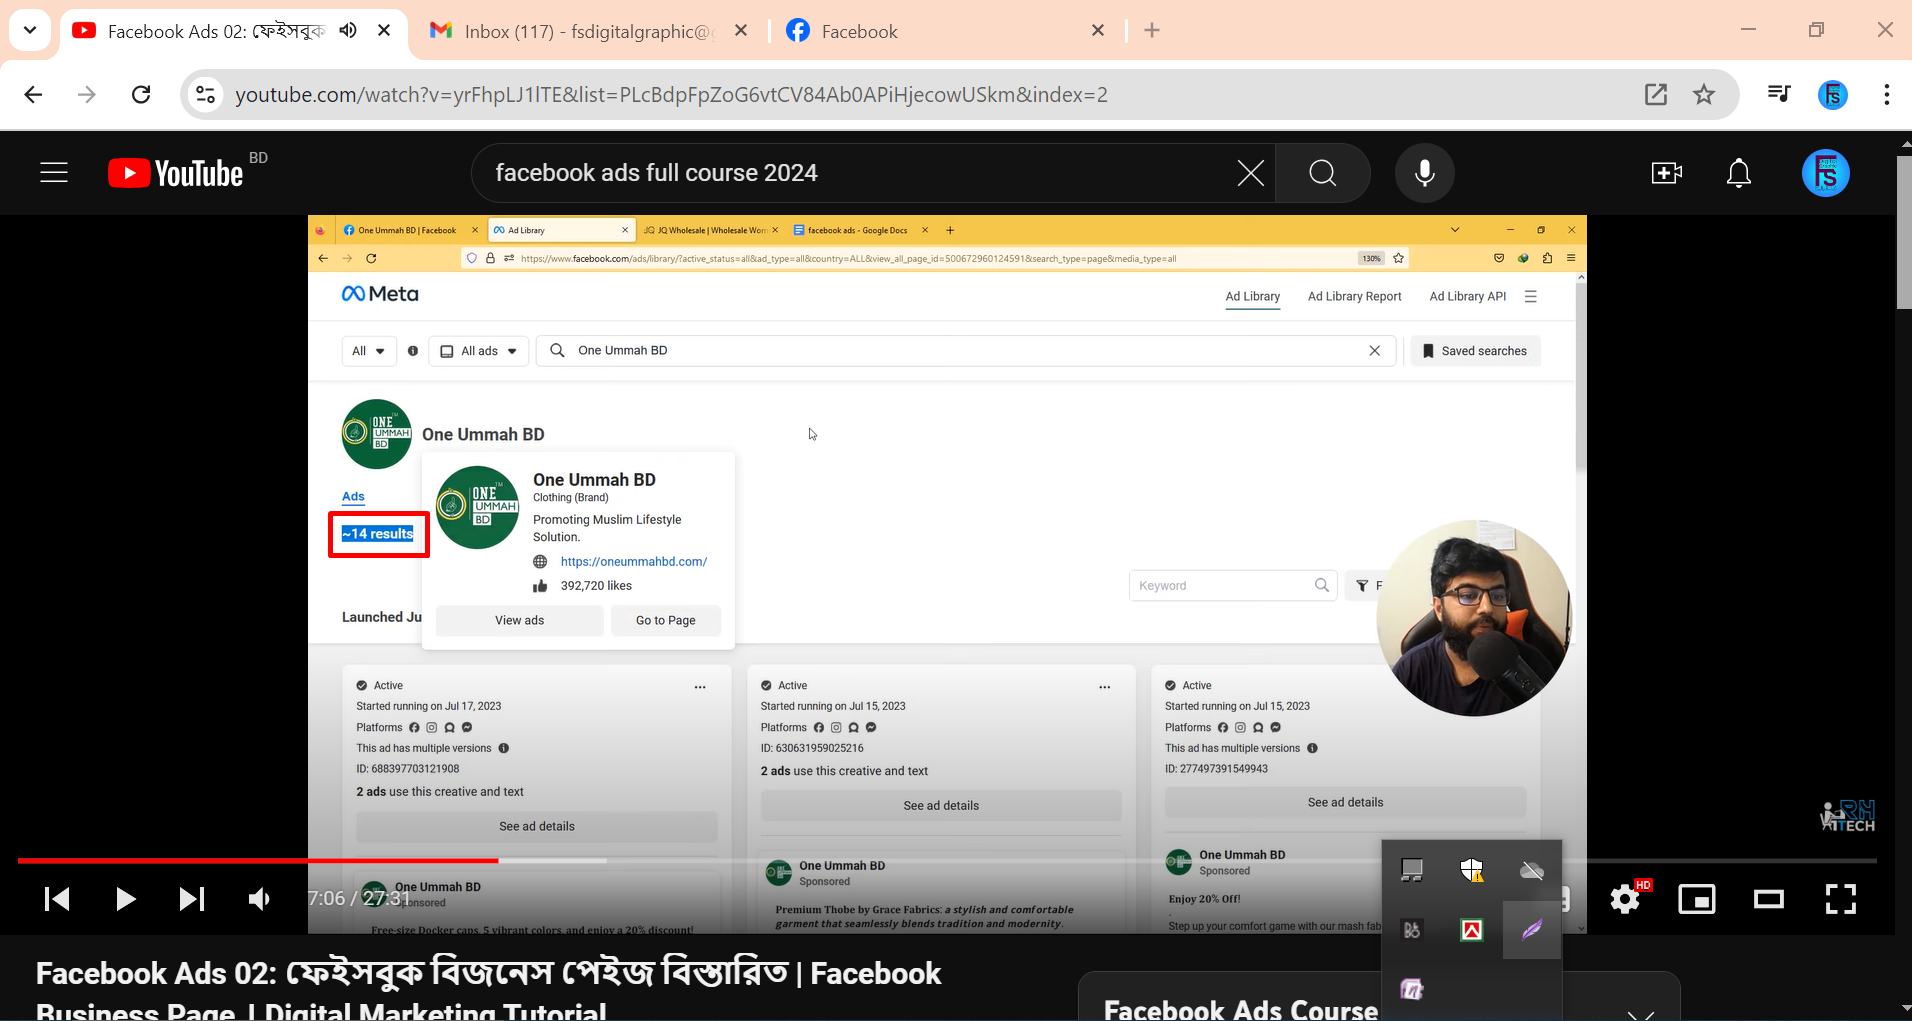 Facebook Ads 02: ফেইসবুক
Inbox (117) - fsdigitalgraphic@
Facebook
youtube.com/watch?v=yrFhpLJ1lTE&list=PLcBdpFpZoG6vtCV84Ab0APiHjecowUSkm&index=2
YouTube BD
facebook ads full course 2024
One Ummah BD | Facebook
Ad Library
JQ JQ Wholesale | Wholesale Wom
facebook ads - Google Docs
https://www.facebook.com/ads/library/?active_status=all&ad_type=all&country=ALL&view_all_page_id=500672960124591&search_type=page&media_type=all
130%
Meta
Ad Library Ad Library Report Ad Library API
All All ads One Ummah BD Saved searches
ONE UMMAH BD
One Ummah BD
Ads
~14 results
ONE UMMAH BD
One Ummah BD
Clothing (Brand)
Promoting Muslim Lifestyle
Solution.
https://oneummahbd.com/
392,720 likes
View ads Go to Page
Keyword
F
Launched Ju
Active
Started running on Jul 17, 2023
Platforms
This ad has multiple versions
ID: 688397703121908
2 ads use this creative and text
See ad details
One Ummah BD
Sponsored
Free-size Docker caps, 5 vibrant colors, and enjoy a 20% discount!
Active
Started running on Jul 15, 2023
Platforms
ID: 630631959025216
2 ads use this creative and text
See ad details
One Ummah BD
Sponsored
Premium Thobe by Grace Fabrics: a stylish and comfortable
garment that seamlessly blends tradition and modernity.
Active
Started running on Jul 15, 2023
Platforms
This ad has multiple versions
ID: 277497391549943
See ad details
One Ummah BD
Sponsored
Enjoy 20% Off!
.
Step up your comfort game with our mash fab
RH
ITECH
7:06 / 27:31
HD
Facebook Ads 02: ফেইসবুক বিজনেস পেইজ বিস্তারিত | Facebook
Business Page | Digital Marketing Tutorial
Facebook Ads Course